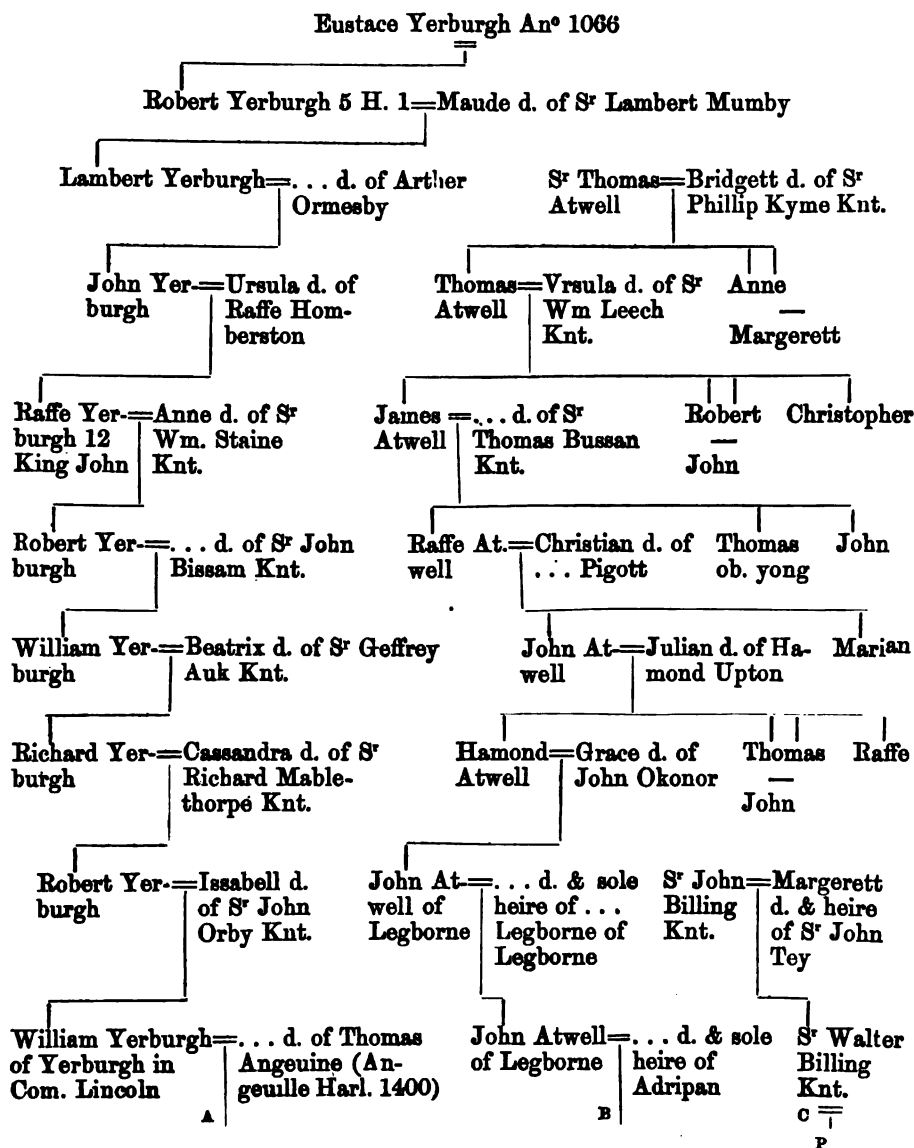 Eustace Yerburgh Anº 1066
Robert Yerburgh 5 H. 1=Maude d. of Sr Lambert Mumby
Lambert Yerburgh=... d. of Arther
Ormesby
Sr Thomas=Bridgett d. of Sr
Atwell
Phillip Kyme Knt.
John Yer-=Ursula d. of
burgh
Raffe Hom-
berston
Thomas=Vrsula d. of Sr
Atwell
Wm Leech
Knt.
Anne
—
Margerett
Raffe Yer-=Anne d. of Sr
burgh 12
Wm. Staine
King John
Knt.
James =... d. of Sr
Atwell
Thomas Bussan
Knt.
Robert
—
John
Christopher
Robert Yer-=... d. of Sr John
burgh
Bissam Knt.
Raffe At.=Christian d. of
well
... Pigott
Thomas
ob. yong
John
William Yer-=Beatrix d. of Sr Geffrey
burgh
Auk Knt.
John At-=Julian d. of Ha-
well
mond Upton
Marian
Richard Yer-=Cassandra d. of Sr
burgh
Richard Mable-
thorpe Knt.
Hamond=Grace d. of
Atwell
John Okonor
Thomas
—
John
Raffe
Robert Yer-=Issabell d.
burgh
of Sr John
Orby Knt.
John At-=... d. & sole
well of
heire of ...
Legborne
Legborne of
Legborne
Sr John=Margerett
Billing
d. & heire
Knt.
of Sr John
Tey
William Yerburgh=... d. of Thomas
of Yerburgh in
Angeuine (An-
Com. Lincoln
geuille Harl. 1400)
A
John Atwell=... d. & sole
of Legborne
heire of
Adripan
B
Sr Walter
Billing
Knt.
C =
P